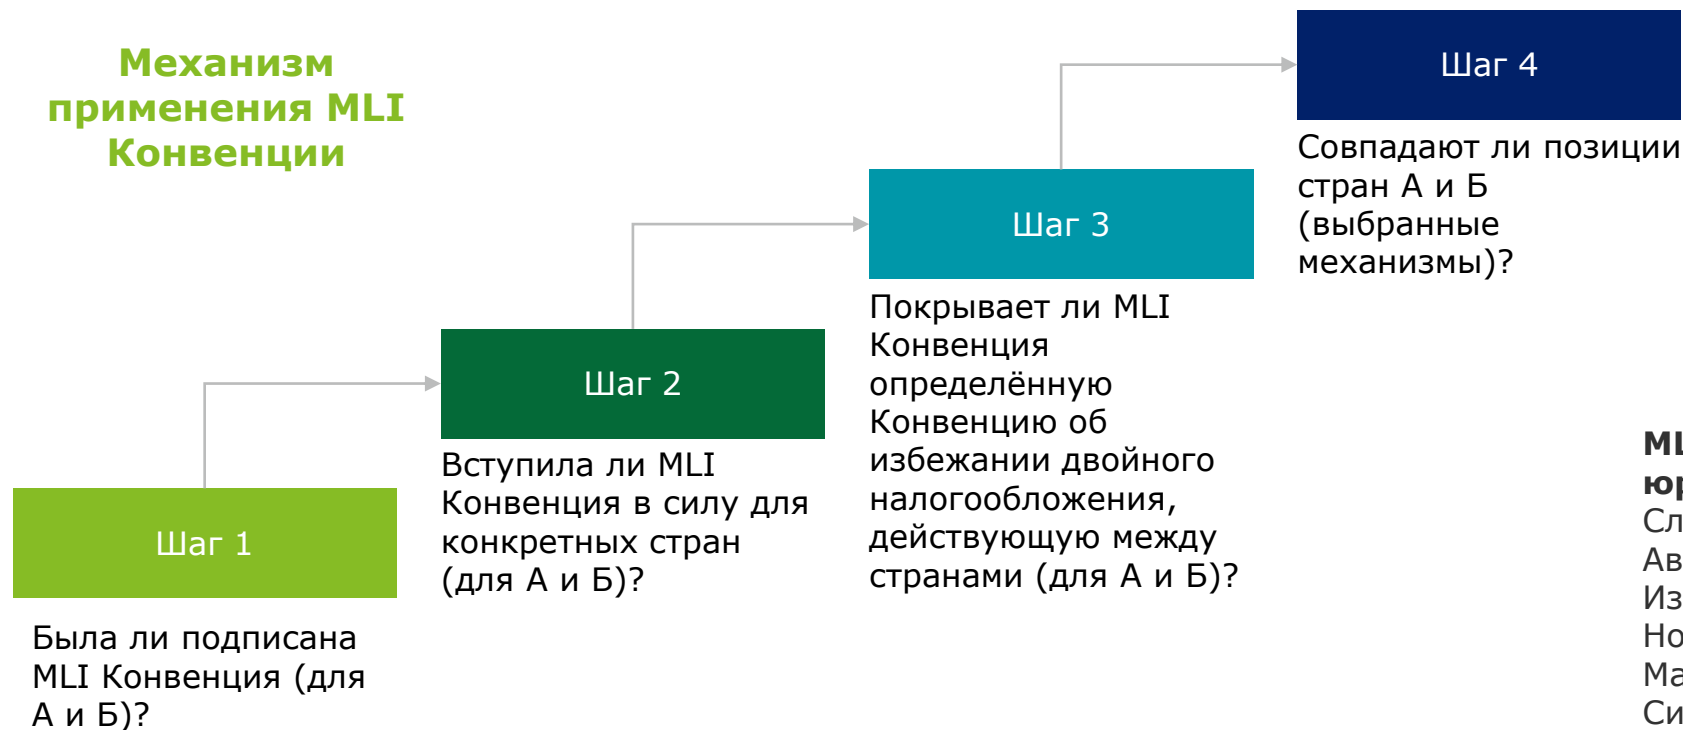 Механизм
применения MLI
Конвенции
Шаг 1
Была ли подписана
MLI Конвенция (для
А и Б)?
Шаг 2
Вступила ли MLI
Конвенция в силу для
конкретных стран
(для А и Б)?
Шаг 3
Покрывает ли MLI
Конвенция
определённую
Конвенцию об
избежании двойного
налогообложения,
действующую между
странами (для А и Б)?
Шаг 4
Совпадают ли позиции
стран А и Б
(выбранные
механизмы)?